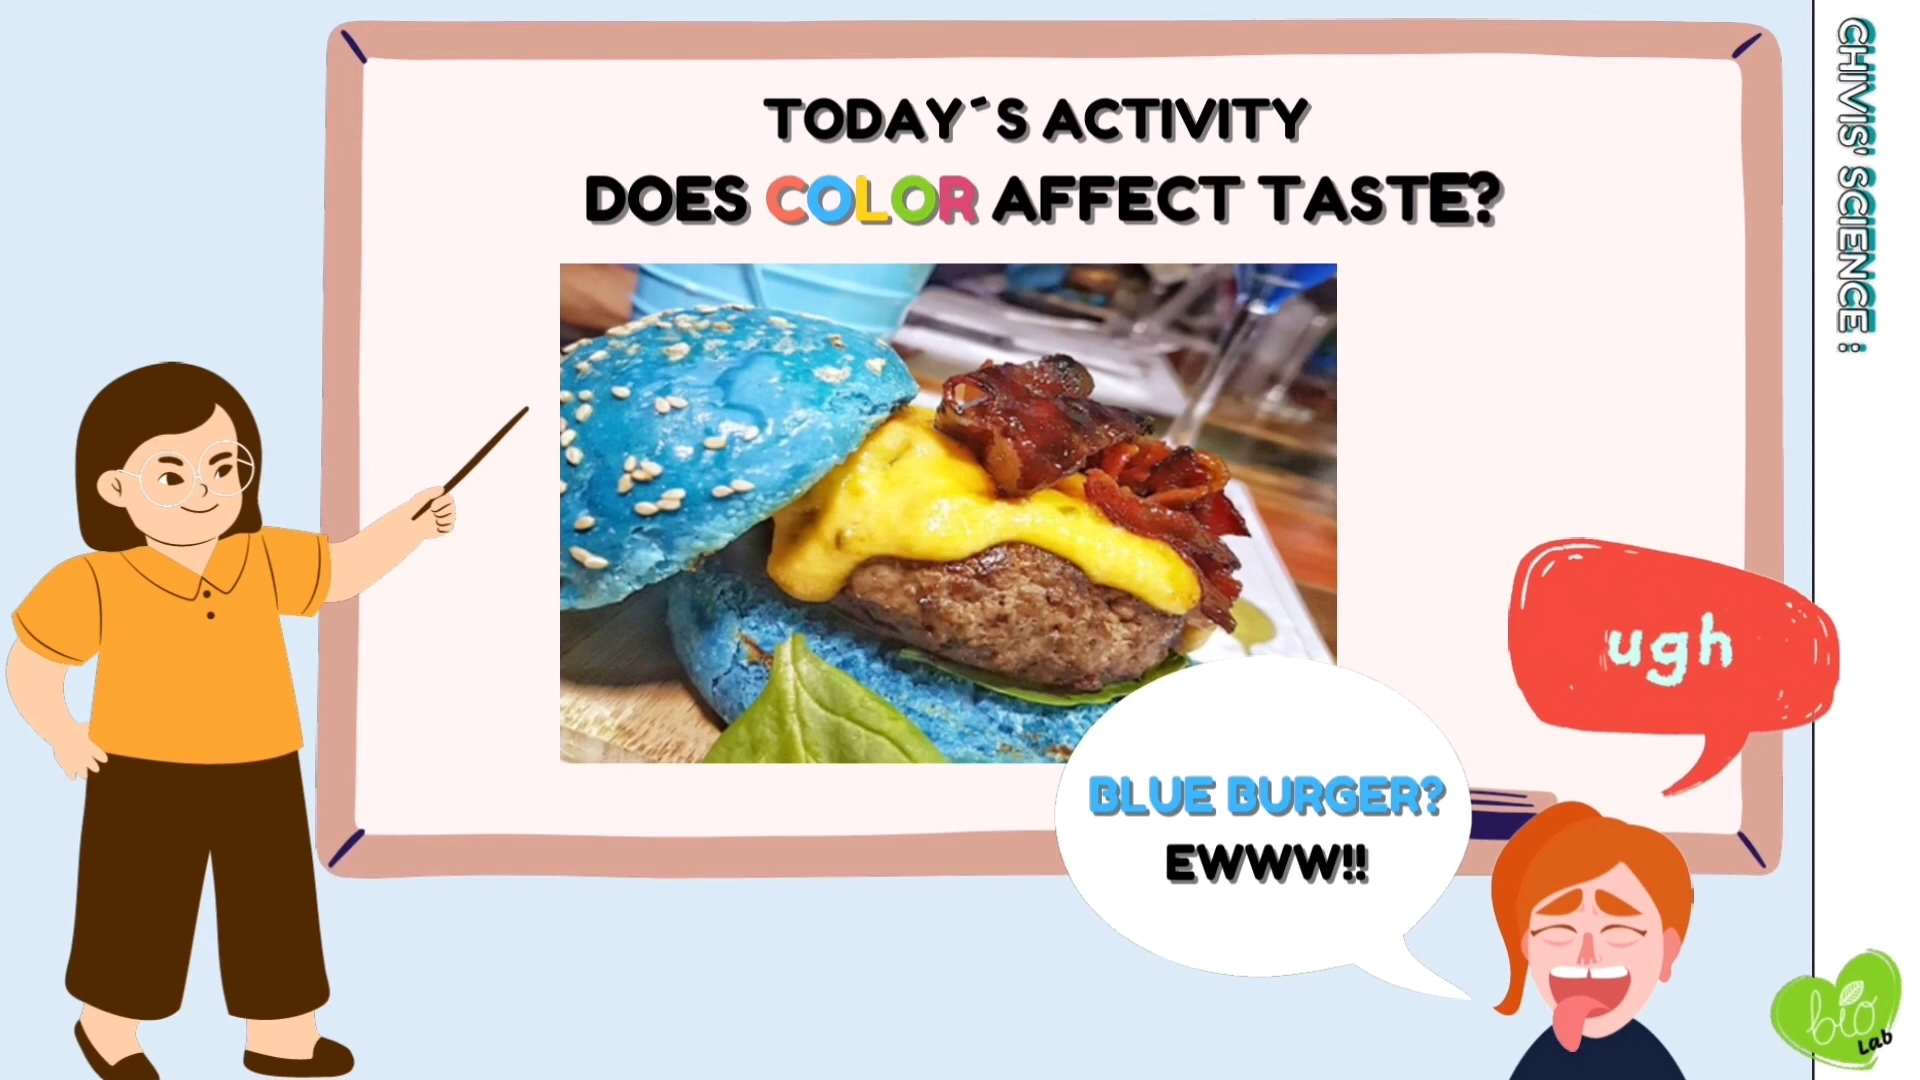 TODAY´S ACTIVITY
DOES COLOR AFFECT TASTE?
ugh
BLUE BURGER?
EWWW!!
CHIVIS' SCIENCE :
bio
Lab